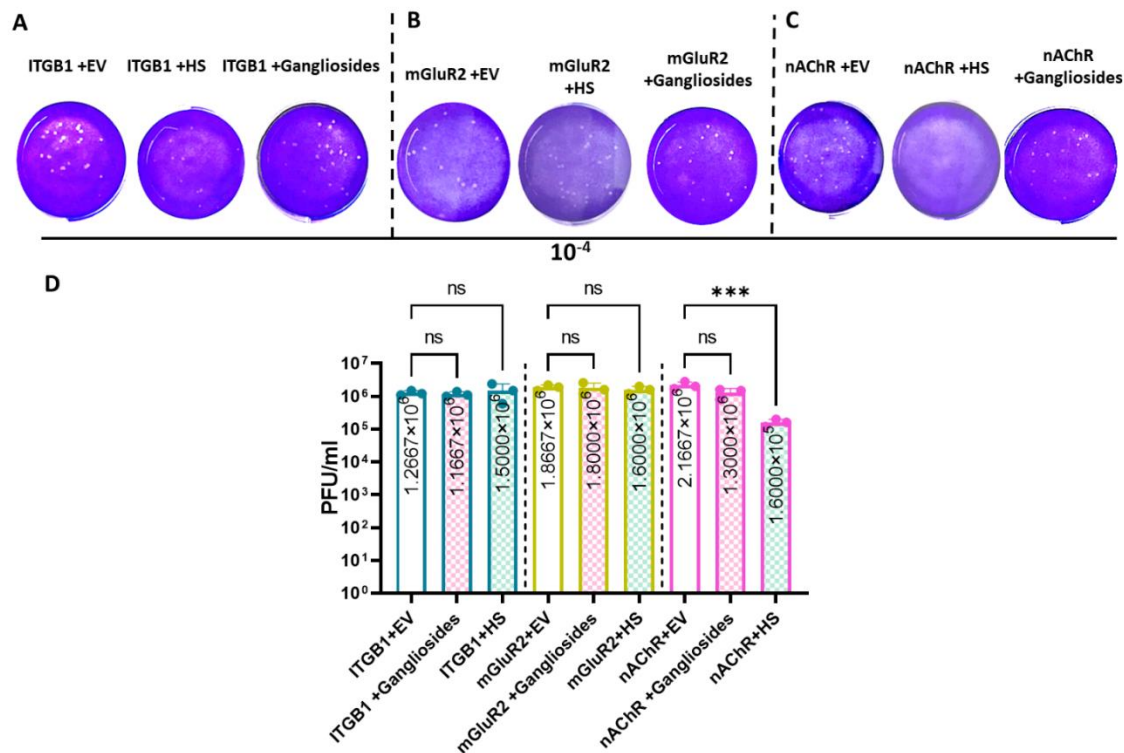 A
B
C
ITGB1 +EV
ITGB1 +HS
ITGB1 +Gangliosides
mGluR2 +EV
mGluR2
+HS
mGluR2
+Gangliosides
nAChR +EV
nAChR +HS
nAChR
+Gangliosides
10⁻⁴
D
ns
ns
***
ns
ns
ns
PFU/ml
10⁷
10⁶
10⁵
10⁴
10³
10²
10¹
10⁰
1.2667×10⁶
1.1667×10⁶
1.5000×10⁶
1.8667×10⁶
1.8000×10⁶
1.6000×10⁶
2.1667×10⁶
1.3000×10⁶
1.6000×10⁵
ITGB1+EV
ITGB1 +Gangliosides
ITGB1+HS
mGluR2+EV
mGluR2 +Gangliosides
mGluR2+HS
nAChR+EV
nAChR +Gangliosides
nAChR+HS